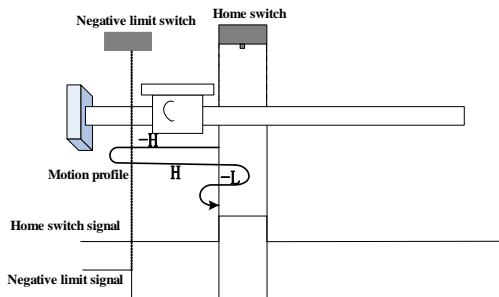 Home switch
Negative limit switch
−H
H
Motion profile
−L
Home switch signal
Negative limit signal